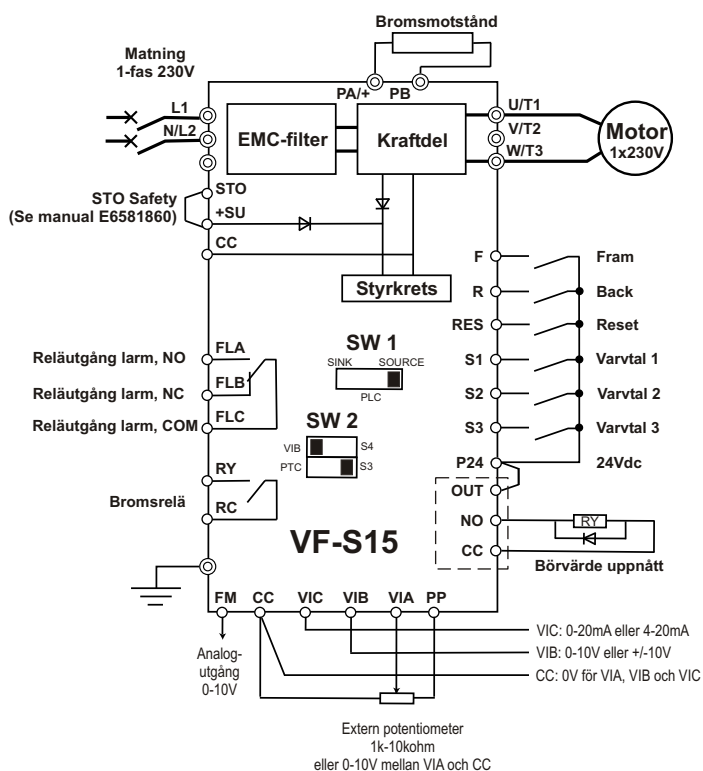 Bromsmotstånd
Matning
1-fas 230V
PA/+ PB
L1
N/L2
EMC-filter
Kraftdel
U/T1
V/T2
W/T3
Motor
1x230V
STO Safety
(Se manual E6581860)
STO
+SU
CC
Styrkrets
F Fram
R Back
RES Reset
S1 Varvtal 1
S2 Varvtal 2
S3 Varvtal 3
P24 24Vdc
OUT
NO
RY
CC
Börvärde uppnått
SW 1
SINK SOURCE
PLC
SW 2
VIB S4
PTC S3
Reläutgång larm, NO FLA
Reläutgång larm, NC FLB
Reläutgång larm, COM FLC
RY
Bromsrelä
RC
VF-S15
FM CC VIC VIB VIA PP
Analog-
utgång
0-10V
VIC: 0-20mA eller 4-20mA
VIB: 0-10V eller +/-10V
CC: 0V för VIA, VIB och VIC
Extern potentiometer
1k-10kohm
eller 0-10V mellan VIA och CC